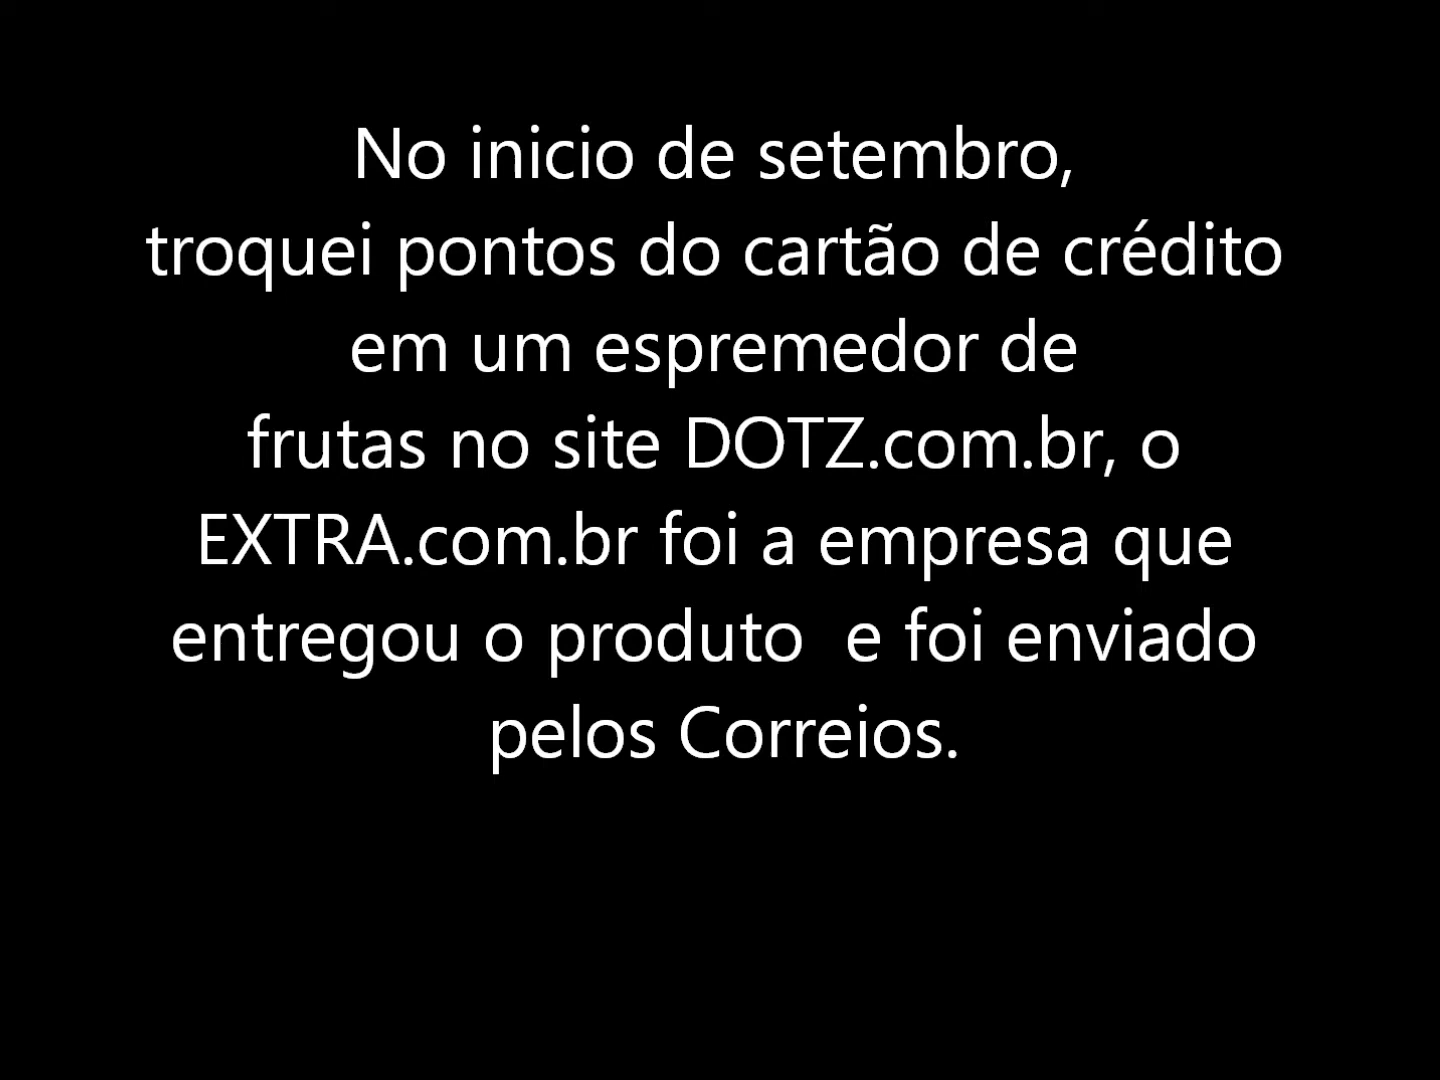 No inicio de setembro,
troquei pontos do cartão de crédito
em um espremedor de
frutas no site DOTZ.com.br, o
EXTRA.com.br foi a empresa que
entregou o produto  e foi enviado
pelos Correios.